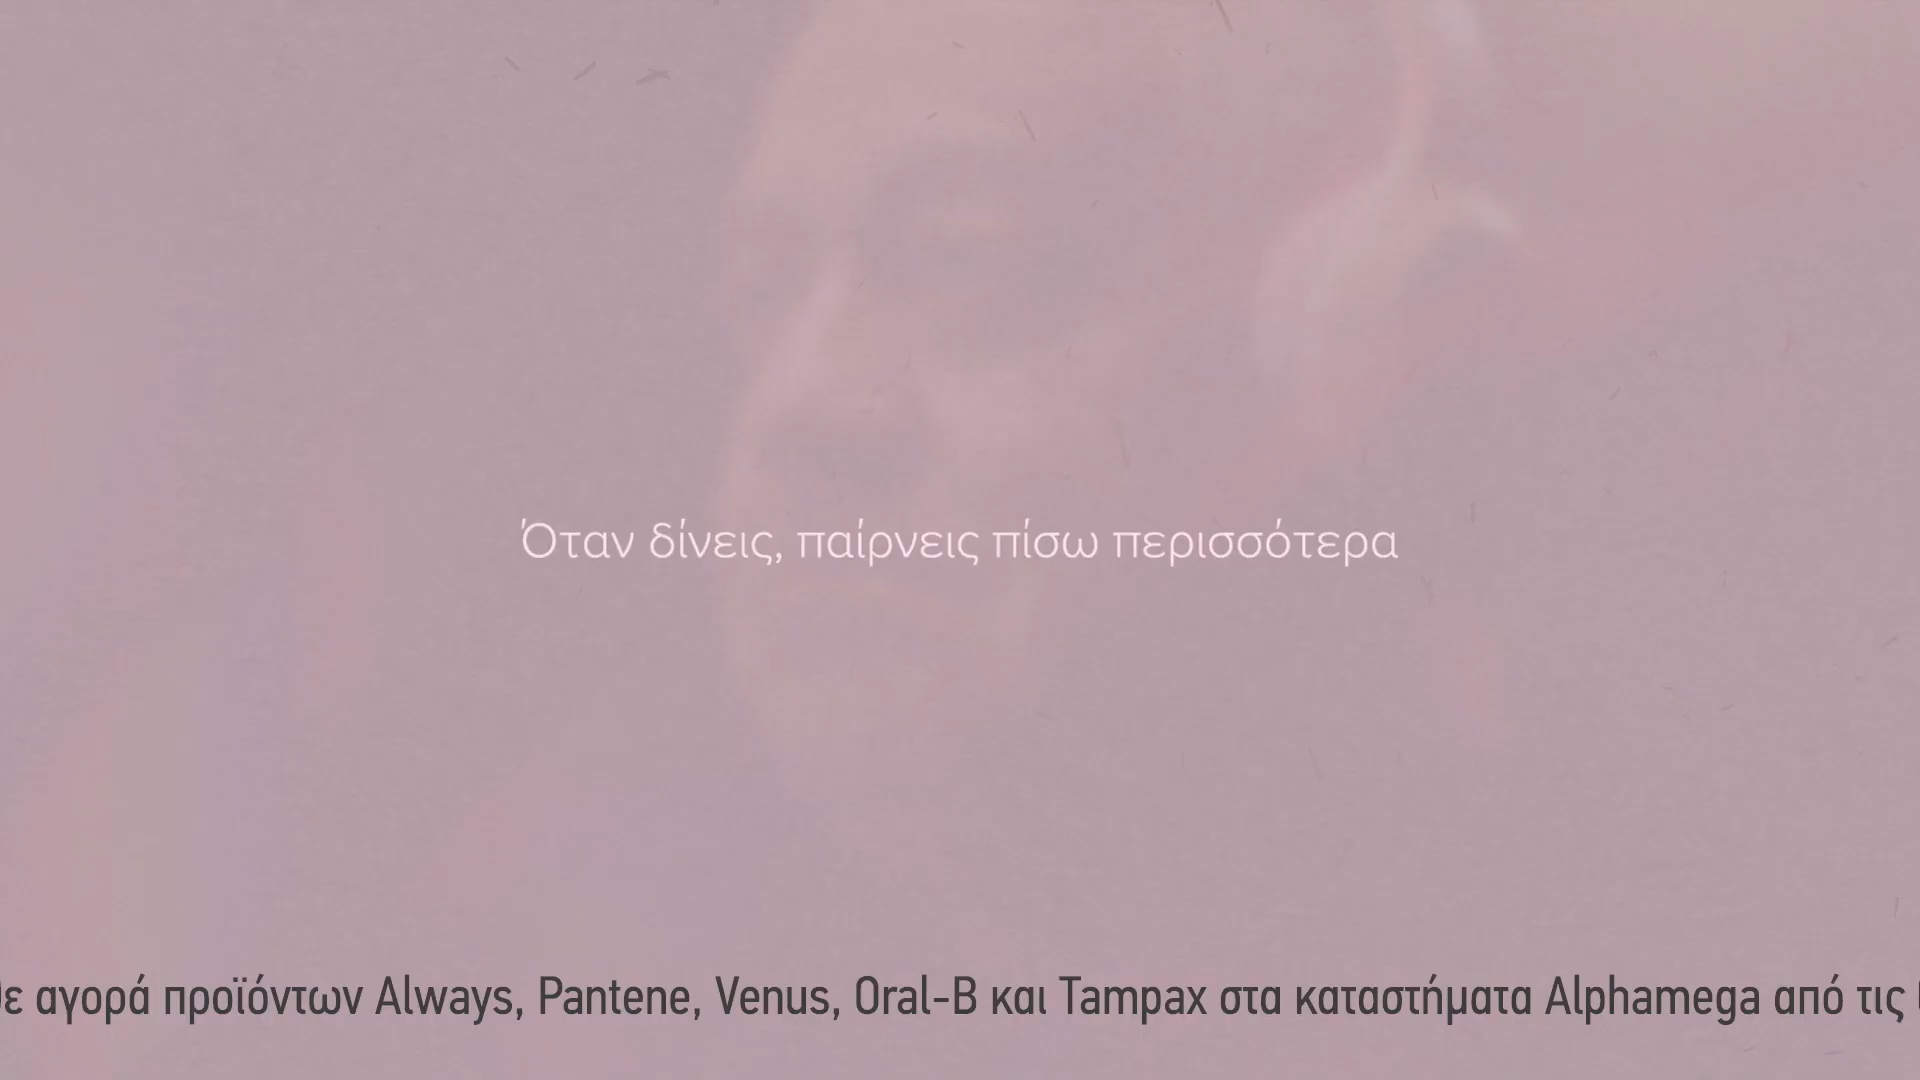 Όταν δίνεις, παίρνεις πίσω περισσότερα
αγορά προϊόντων Always, Pantene, Venus, Oral-B και Tampax στα καταστήματα Alphamega από τις